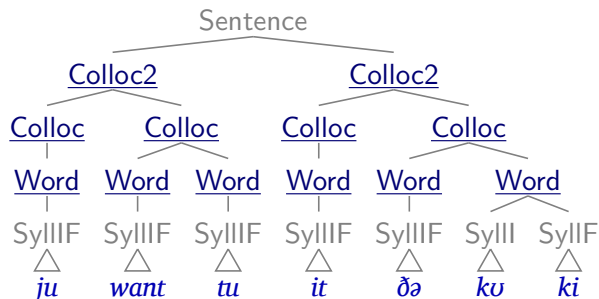 Sentence
Colloc2 Colloc2
Colloc Colloc Colloc Colloc
Word Word Word Word Word Word
SyllIF SyllIF SyllIF SyllIF SyllIF SyllI SyllF
ju want tu it ðə kʊ ki